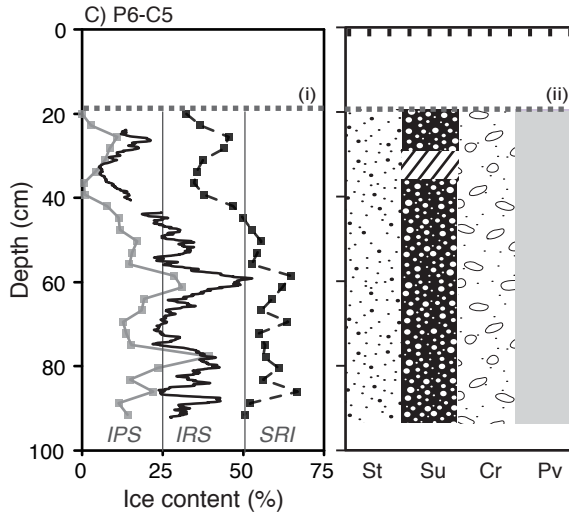 C) P6-C5
(i)
(ii)
0
20
40
60
80
100
Depth (cm)
IPS IRS SRI
0 25 50 75
Ice content (%)
St Su Cr Pv